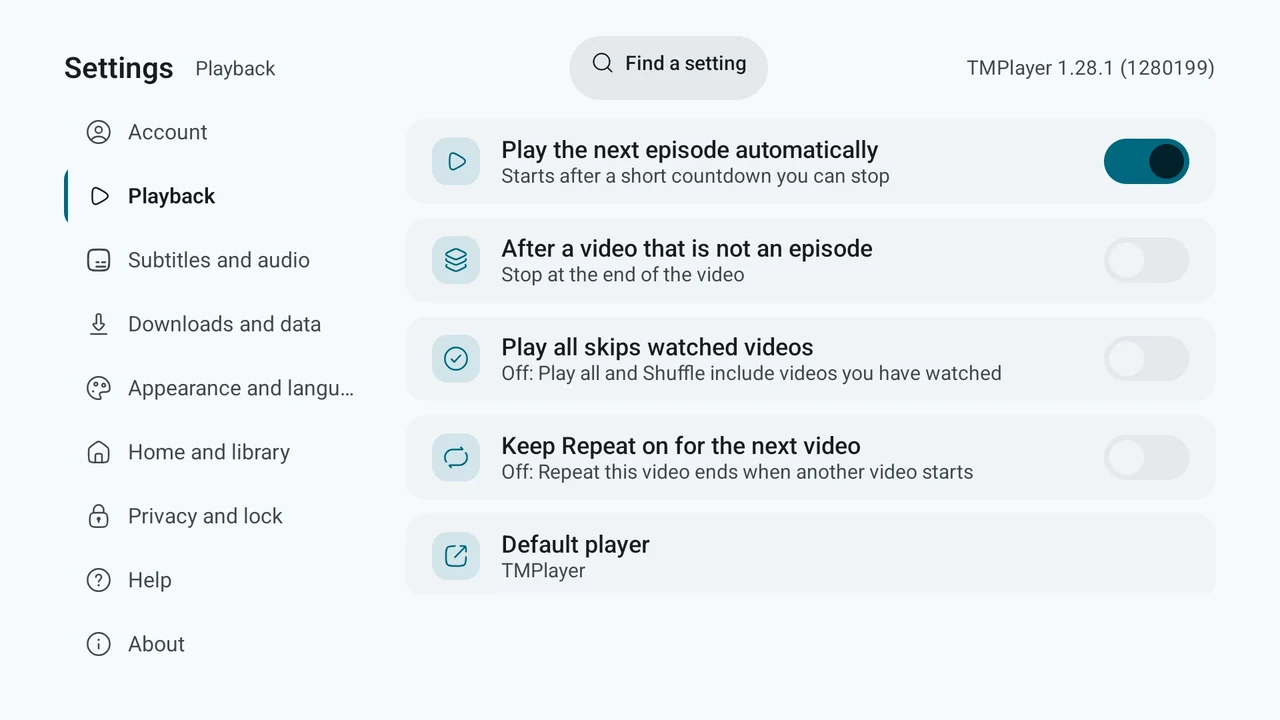 Settings
Playback
Find a setting
TMPlayer 1.28.1 (1280199)
Account
Playback
Subtitles and audio
Downloads and data
Appearance and langu...
Home and library
Privacy and lock
Help
About
Play the next episode automatically
Starts after a short countdown you can stop
After a video that is not an episode
Stop at the end of the video
Play all skips watched videos
Off: Play all and Shuffle include videos you have watched
Keep Repeat on for the next video
Off: Repeat this video ends when another video starts
Default player
TMPlayer